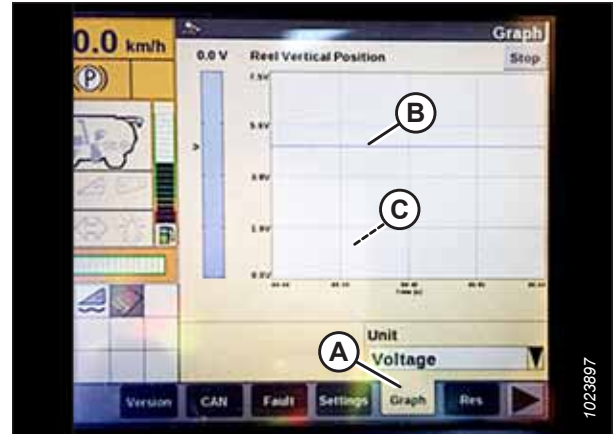 0.0 km/h
Graph
0.0 V Reel Vertical Position
Stop
(P)
B
C
Unit
A
Voltage
Version CAN Fault Settings Graph Res
1023897